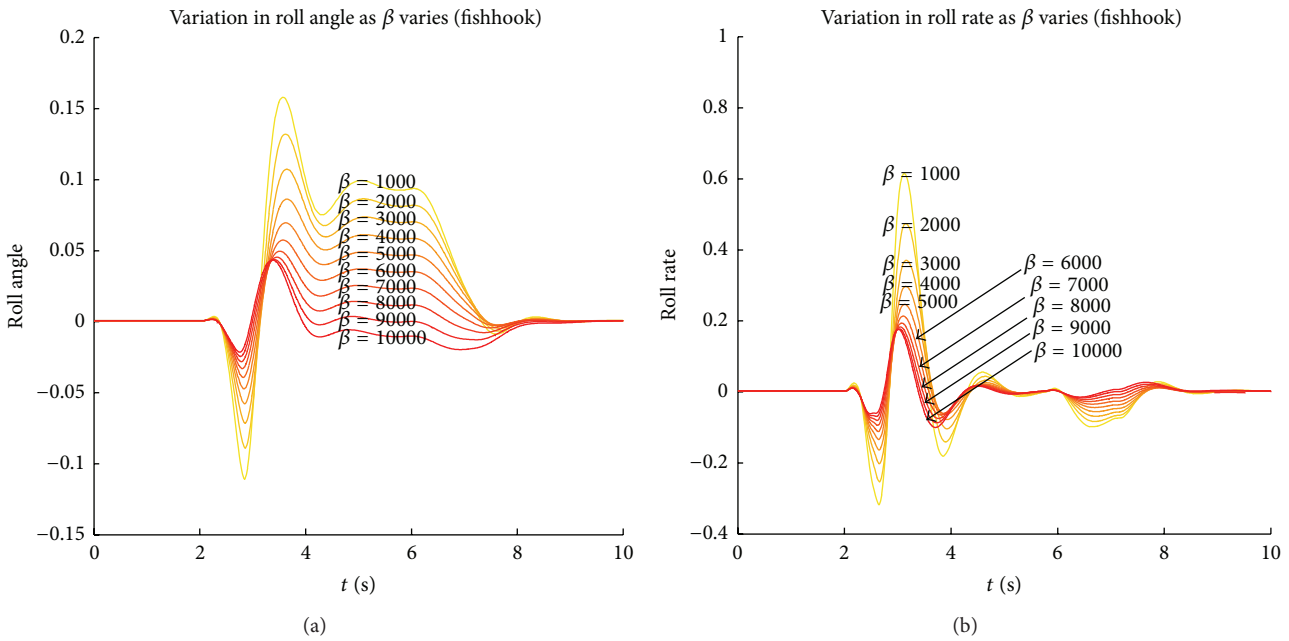 Variation in roll angle as β varies (fishhook)
0.2
0.15
0.1
0.05
0
−0.05
−0.1
−0.15
Roll angle
β = 1000
β = 2000
β = 3000
β = 4000
β = 5000
β = 6000
β = 7000
β = 8000
β = 9000
β = 10000
0
2
4
6
8
10
t (s)
(a)
Variation in roll rate as β varies (fishhook)
1
0.8
0.6
0.4
0.2
0
−0.2
−0.4
Roll rate
β = 1000
β = 2000
β = 3000
β = 4000
β = 5000
β = 6000
β = 7000
β = 8000
β = 9000
β = 10000
0
2
4
6
8
10
t (s)
(b)